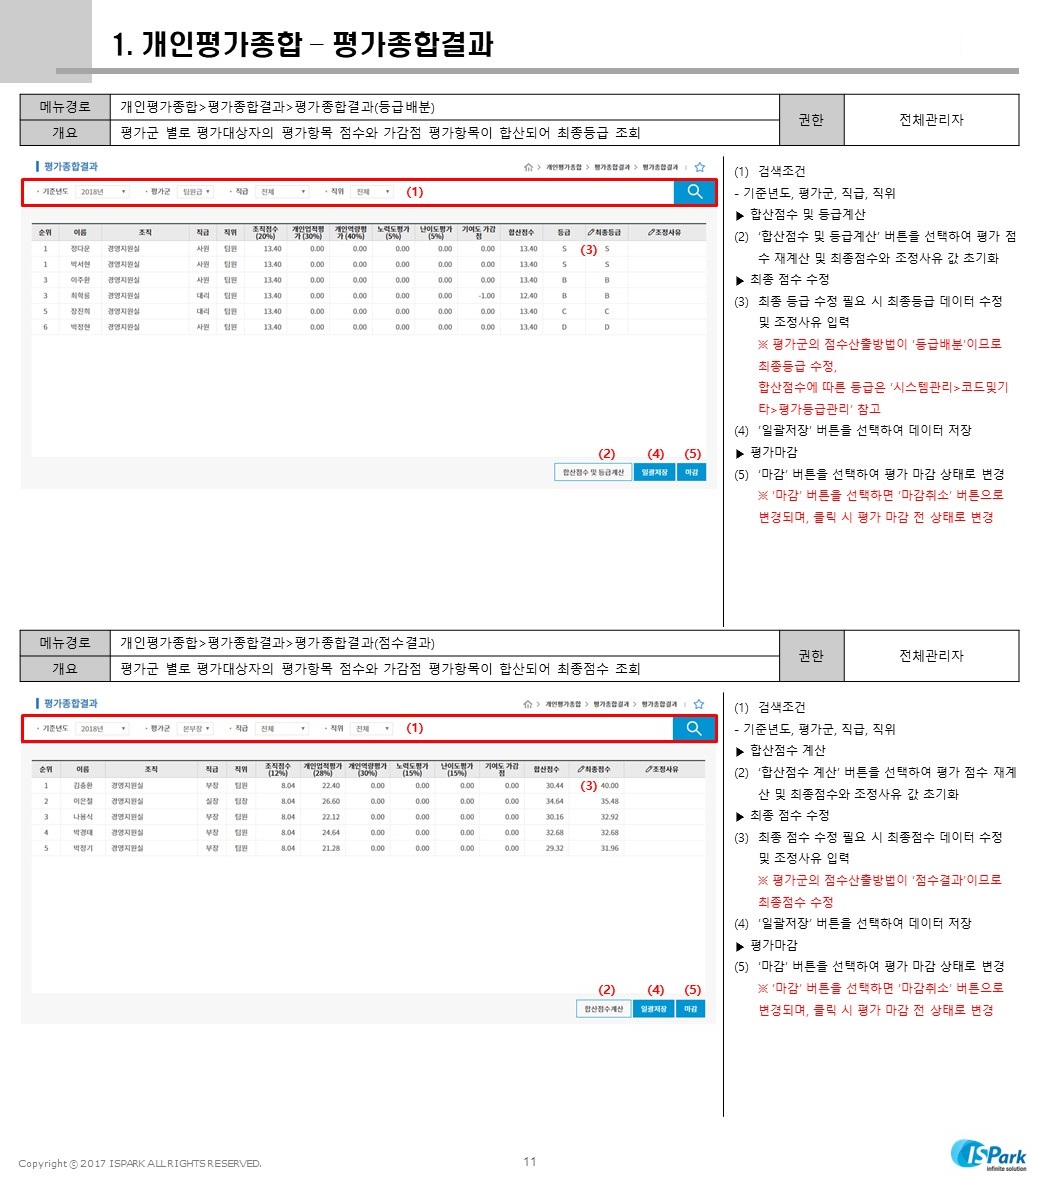 1. 개인평가종합 – 평가종합결과
메뉴경로 개인평가종합>평가종합결과>평가종합결과(등급배분) 권한 전체관리자
개요 평가군 별로 평가대상자의 평가항목 점수와 가감점 평가항목이 합산되어 최종등급 조회
평가종합결과 > 개인평가종합 > 평가종합결과 > 평가종합결과
· 기준년도 2018년 · 평가군 팀원급 · 직급 전체 · 직위 전체 (1)
순위 이름 조직 직급 직위 조직점수 (20%) 개인업적평가 (30%) 개인역량평가 (40%) 노력도평가 (5%) 난이도평가 (5%) 기여도 가감점 합산점수 등급 최종등급 조정사유
1 정다운 경영지원실 사원 팀원 13.40 0.00 0.00 0.00 0.00 0.00 13.40 S (3) S
1 박서현 경영지원실 사원 팀원 13.40 0.00 0.00 0.00 0.00 0.00 13.40 S S
3 이주환 경영지원실 사원 팀원 13.40 0.00 0.00 0.00 0.00 0.00 13.40 B B
3 최학룡 경영지원실 대리 팀원 13.40 0.00 0.00 0.00 0.00 -1.00 12.40 B B
5 장진희 경영지원실 대리 팀원 13.40 0.00 0.00 0.00 0.00 0.00 13.40 C C
6 박정현 경영지원실 사원 팀원 13.40 0.00 0.00 0.00 0.00 0.00 13.40 D D
(2) (4) (5)
합산점수 및 등급계산 일괄저장 마감
(1) 검색조건
- 기준년도, 평가군, 직급, 직위
▶ 합산점수 및 등급계산
(2) ‘합산점수 및 등급계산’ 버튼을 선택하여 평가 점
수 재계산 및 최종점수와 조정사유 값 초기화
▶ 최종 점수 수정
(3) 최종 등급 수정 필요 시 최종등급 데이터 수정
및 조정사유 입력
※ 평가군의 점수산출방법이 ‘등급배분’이므로
최종등급 수정,
합산점수에 따른 등급은 ‘시스템관리>코드및기
타>평가등급관리’ 참고
(4) ‘일괄저장’ 버튼을 선택하여 데이터 저장
▶ 평가마감
(5) ‘마감’ 버튼을 선택하여 평가 마감 상태로 변경
※ ‘마감’ 버튼을 선택하면 ‘마감취소’ 버튼으로
변경되며, 클릭 시 평가 마감 전 상태로 변경
메뉴경로 개인평가종합>평가종합결과>평가종합결과(점수결과) 권한 전체관리자
개요 평가군 별로 평가대상자의 평가항목 점수와 가감점 평가항목이 합산되어 최종점수 조회
평가종합결과 > 개인평가종합 > 평가종합결과 > 평가종합결과
· 기준년도 2018년 · 평가군 본부장 · 직급 전체 · 직위 전체 (1)
순위 이름 조직 직급 직위 조직점수 (12%) 개인업적평가 (28%) 개인역량평가 (30%) 노력도평가 (15%) 난이도평가 (15%) 기여도 가감점 합산점수 최종점수 조정사유
1 김충환 경영지원실 부장 팀원 8.04 22.40 0.00 0.00 0.00 0.00 30.44 (3) 40.00
2 이은철 경영지원실 실장 팀장 8.04 26.60 0.00 0.00 0.00 0.00 34.64 35.48
3 나용석 경영지원실 부장 팀원 8.04 22.12 0.00 0.00 0.00 0.00 30.16 32.92
4 박경태 경영지원실 부장 팀원 8.04 24.64 0.00 0.00 0.00 0.00 32.68 32.68
5 박정기 경영지원실 부장 팀원 8.04 21.28 0.00 0.00 0.00 0.00 29.32 31.96
(2) (4) (5)
합산점수계산 일괄저장 마감
(1) 검색조건
- 기준년도, 평가군, 직급, 직위
▶ 합산점수 계산
(2) ‘합산점수 계산’ 버튼을 선택하여 평가 점수 재계
산 및 최종점수와 조정사유 값 초기화
▶ 최종 점수 수정
(3) 최종 점수 수정 필요 시 최종점수 데이터 수정
및 조정사유 입력
※ 평가군의 점수산출방법이 ‘점수결과’이므로
최종점수 수정
(4) ‘일괄저장’ 버튼을 선택하여 데이터 저장
▶ 평가마감
(5) ‘마감’ 버튼을 선택하여 평가 마감 상태로 변경
※ ‘마감’ 버튼을 선택하면 ‘마감취소’ 버튼으로
변경되며, 클릭 시 평가 마감 전 상태로 변경
Copyright ⓒ 2017 ISPARK ALL RIGHTS RESERVED.
11
ISPark
infinite solution